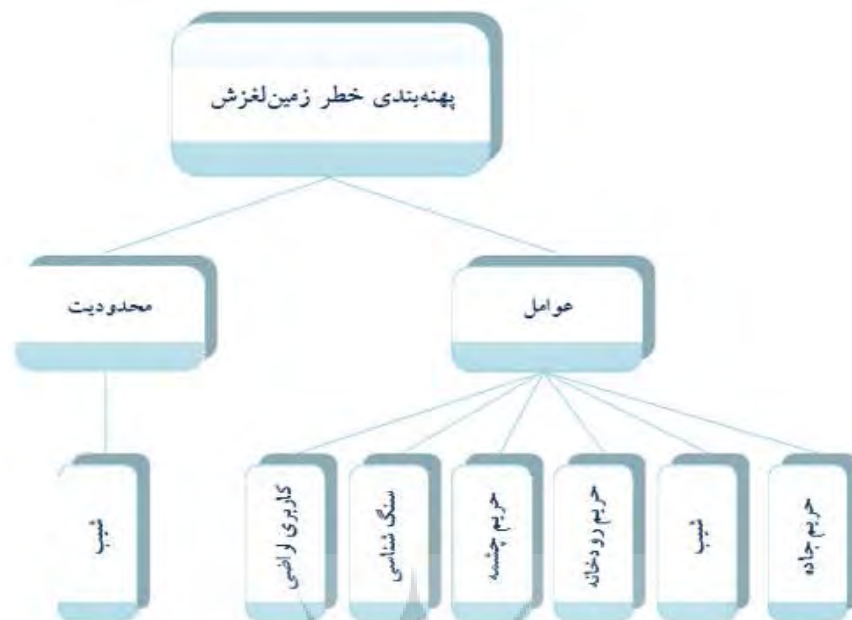 پهنه‌بندی خطر زمین‌لغزش
عوامل
محدودیت
حریم جاده
شیب
حریم رودخانه
حریم چشمه
سنگ شناسی
کاربری اراضی
شیب